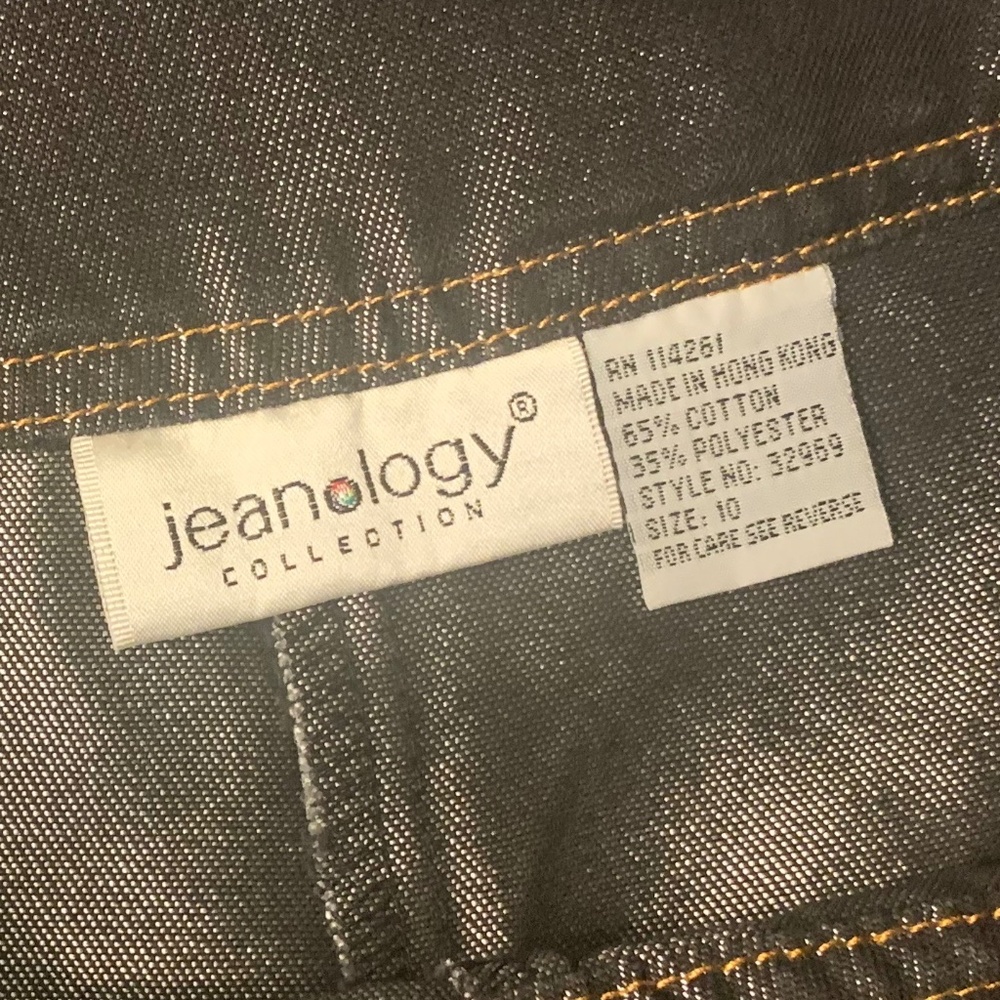 jeanology®
COLLECTION
RN 114261
MADE IN HONG KONG
65% COTTON
35% POLYESTER
STYLE NO: 32969
SIZE: 10
FOR CARE SEE REVERSE